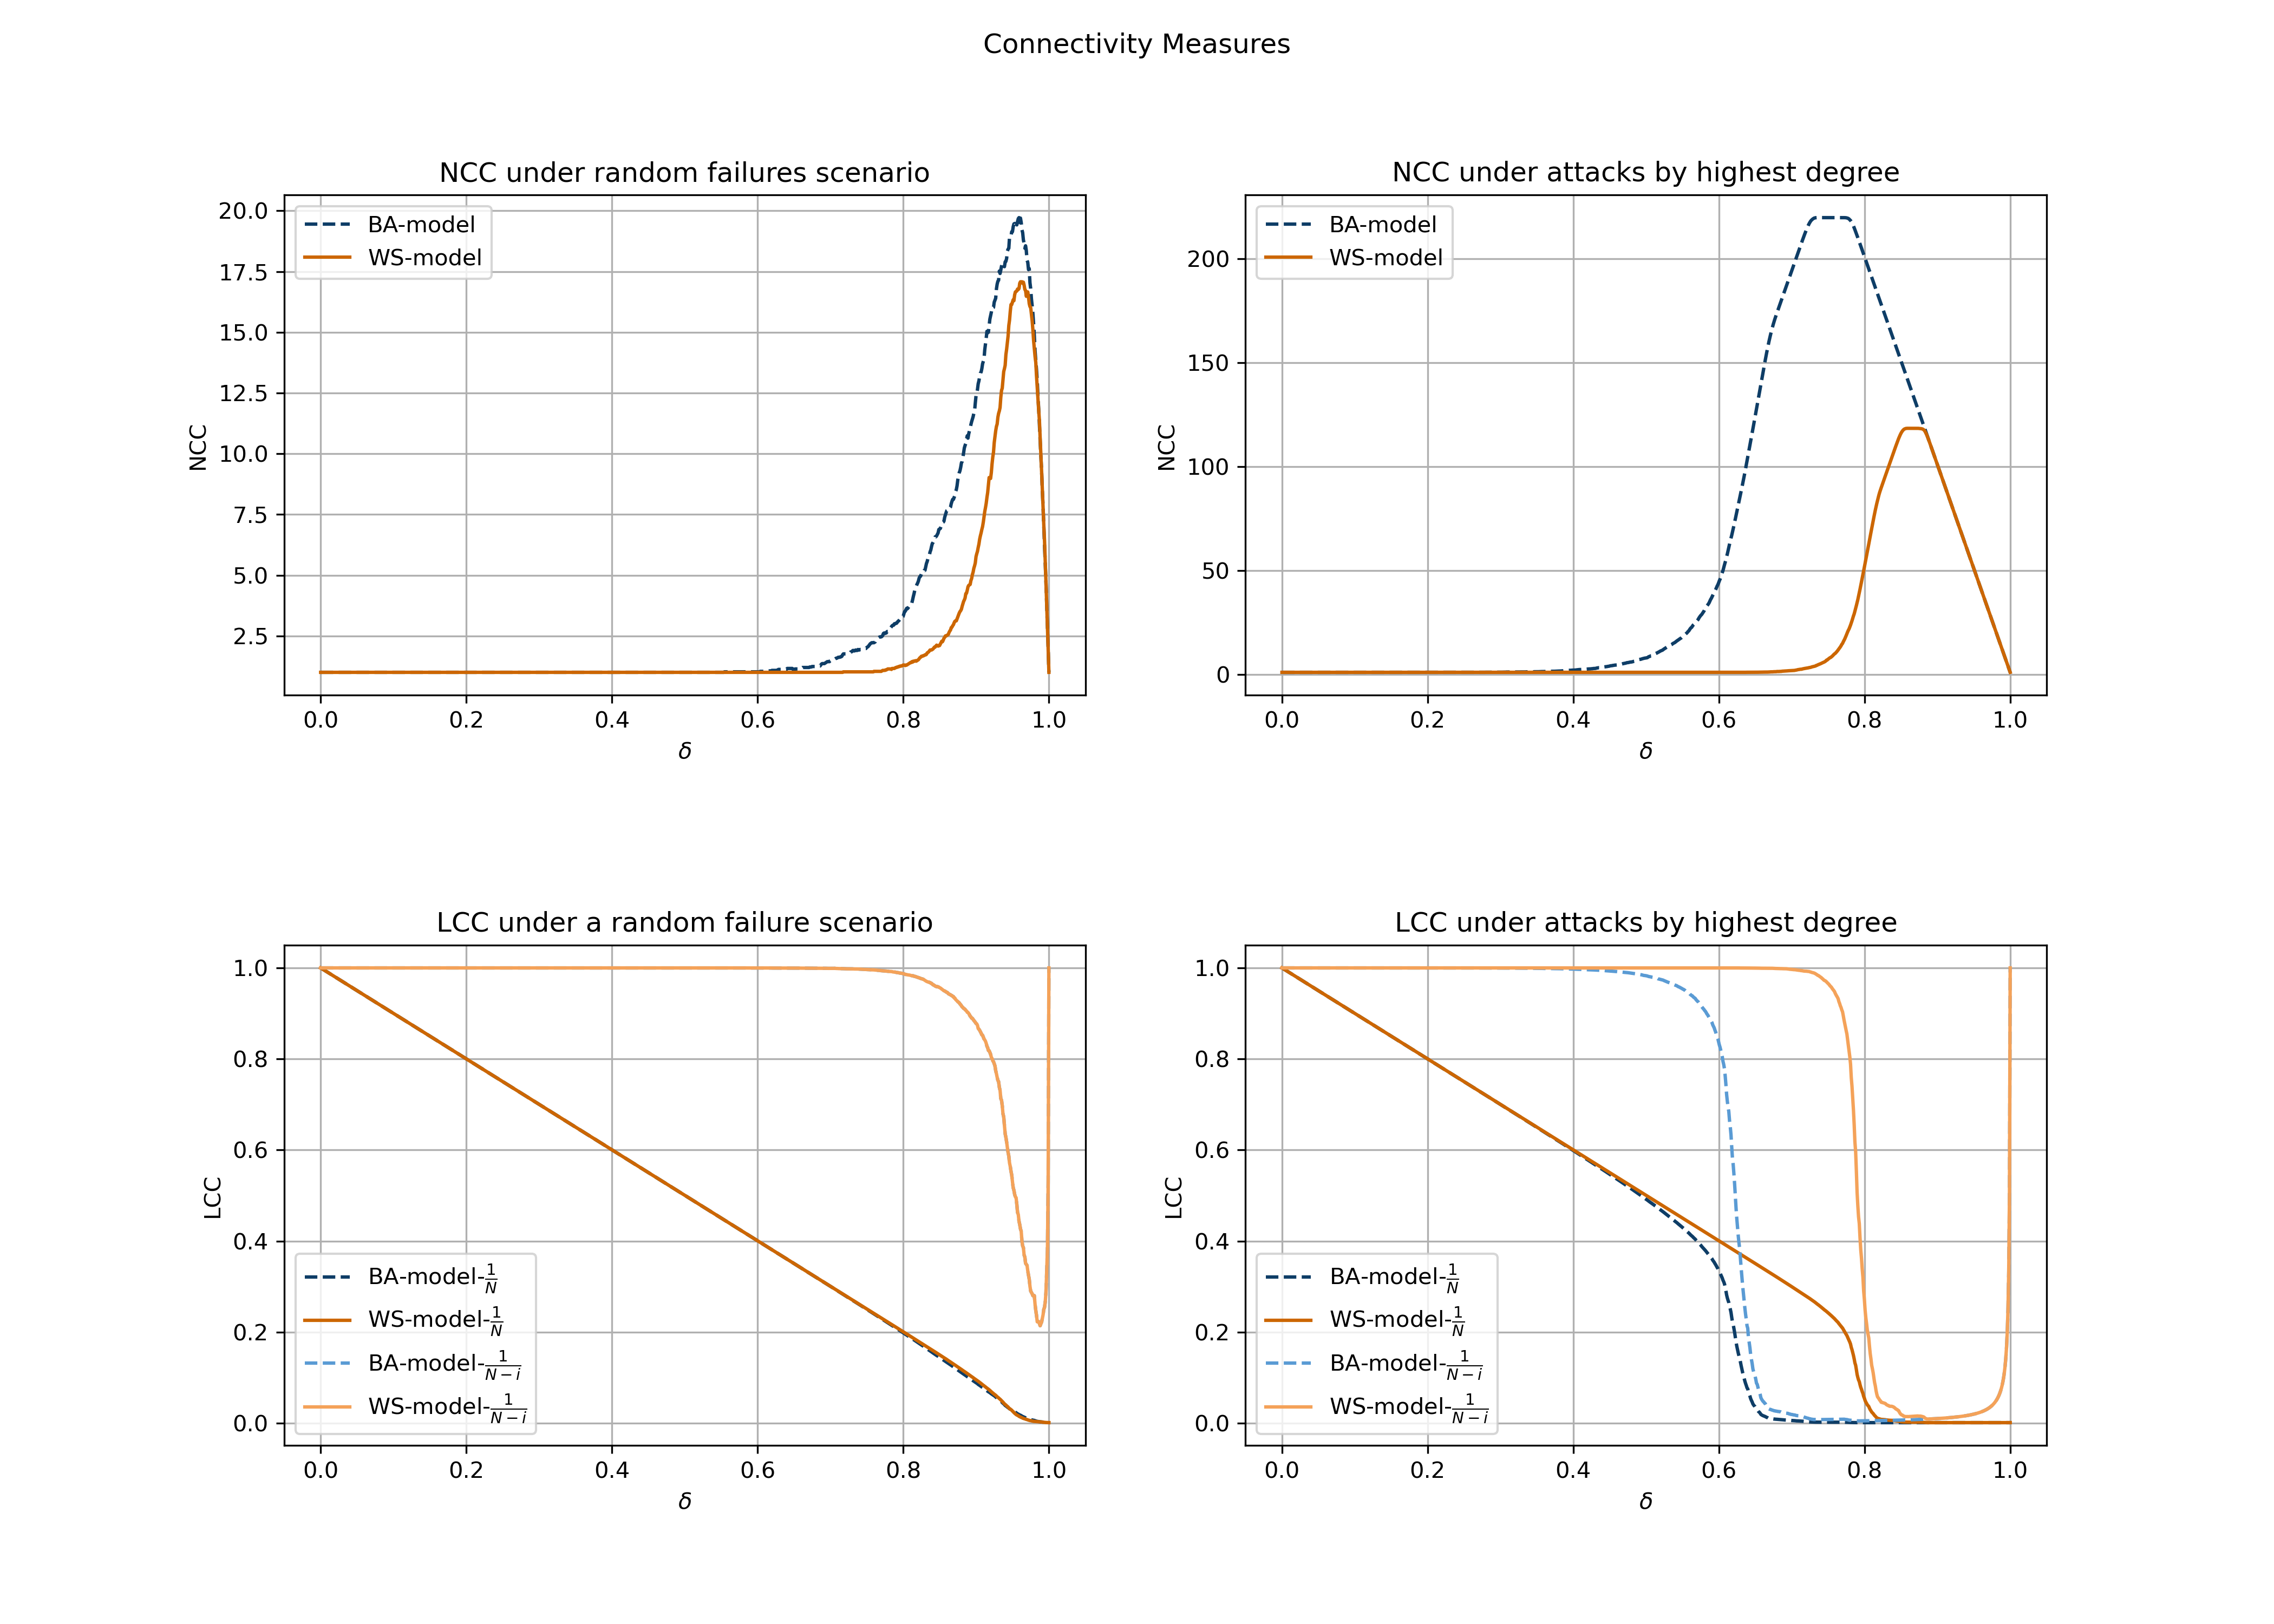 Connectivity Measures
NCC under random failures scenario
20.0
17.5
15.0
12.5
10.0
7.5
5.0
2.5
NCC
BA-model
WS-model
0.0 0.2 0.4 0.6 0.8 1.0
δ
NCC under attacks by highest degree
200
150
100
50
0
NCC
BA-model
WS-model
0.0 0.2 0.4 0.6 0.8 1.0
δ
LCC under a random failure scenario
1.0
0.8
0.6
0.4
0.2
0.0
LCC
BA-model-1/N
WS-model-1/N
BA-model-1/(N−i)
WS-model-1/(N−i)
0.0 0.2 0.4 0.6 0.8 1.0
δ
LCC under attacks by highest degree
1.0
0.8
0.6
0.4
0.2
0.0
LCC
BA-model-1/N
WS-model-1/N
BA-model-1/(N−i)
WS-model-1/(N−i)
0.0 0.2 0.4 0.6 0.8 1.0
δ